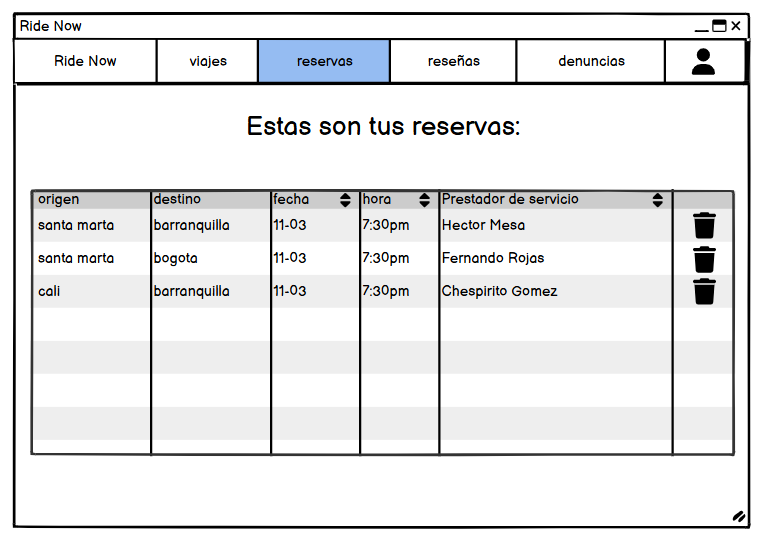 Ride Now
Ride Now viajes reservas reseñas denuncias
Estas son tus reservas:
origen destino fecha hora Prestador de servicio
santa marta barranquilla 11-03 7:30pm Hector Mesa
santa marta bogota 11-03 7:30pm Fernando Rojas
cali barranquilla 11-03 7:30pm Chespirito Gomez